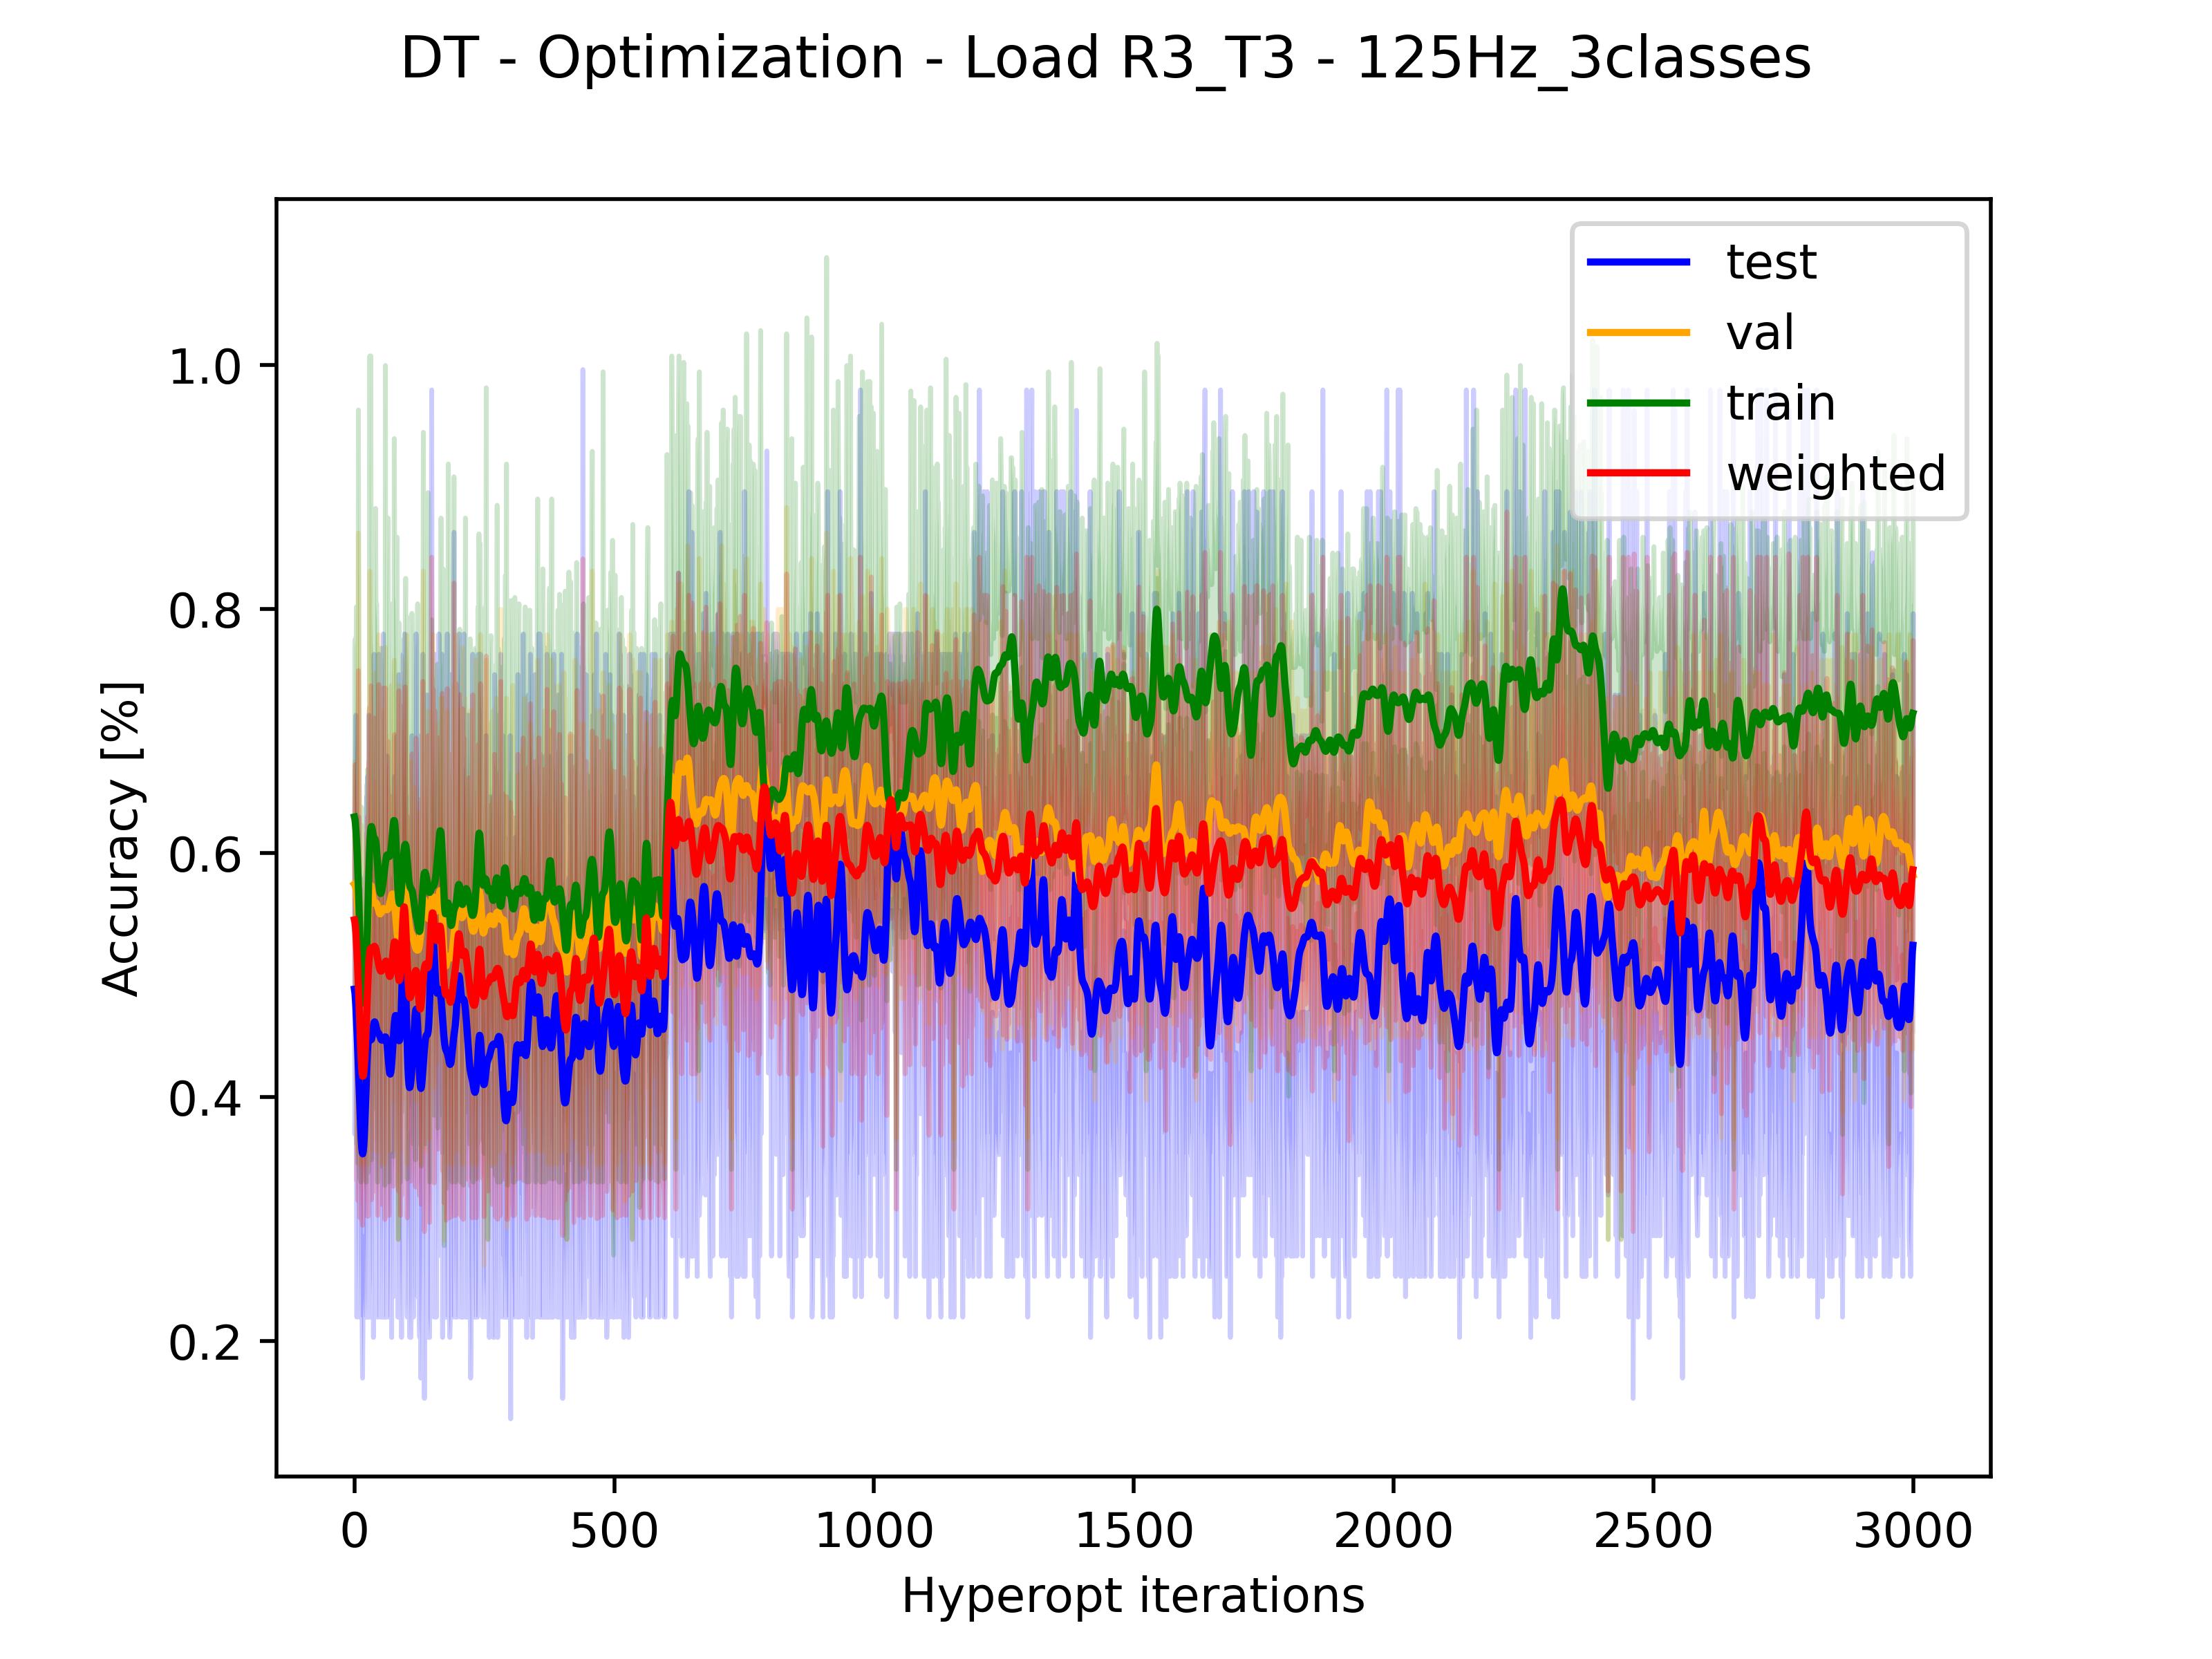 DT - Optimization - Load R3_T3 - 125Hz_3classes
test
val
train
weighted
1.0
0.8
0.6
0.4
0.2
Accuracy [%]
0 500 1000 1500 2000 2500 3000
Hyperopt iterations